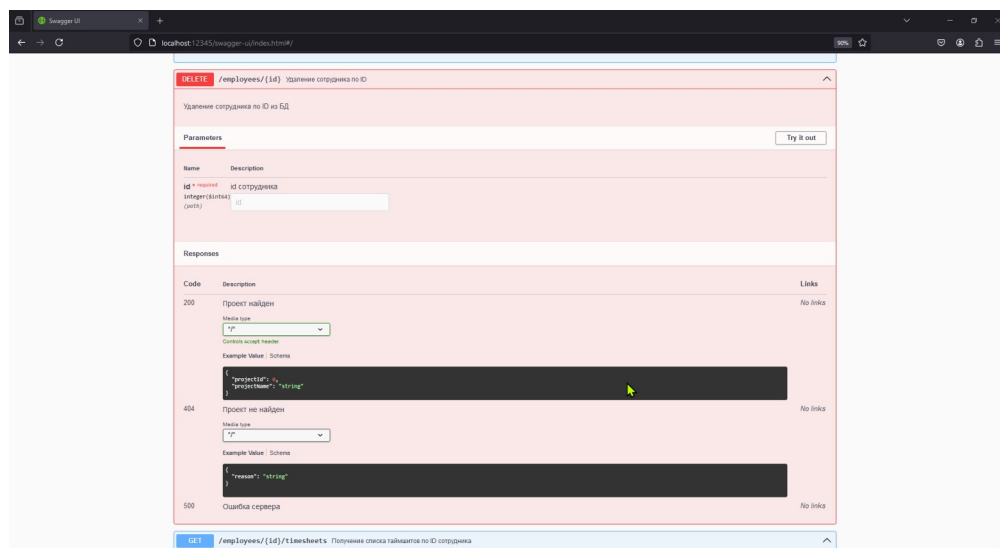 Swagger UI
localhost:12345/swagger-ui/index.html#/
90%
DELETE /employees/{id} Удаление сотрудника по ID
Удаление сотрудника по ID из БД
Parameters
Try it out
Name Description
id * required id сотрудника
integer($int64)
(path)
id
Responses
Code Description Links
200 Проект найден No links
Media type
*/*
Controls Accept header
Example Value | Schema
{
"projectId": 0,
"projectName": "string"
}
404 Проект не найден No links
Media type
*/*
Example Value | Schema
{
"reason": "string"
}
500 Ошибка сервера No links
GET /employees/{id}/timesheets Получение списка таймшитов по ID сотрудника